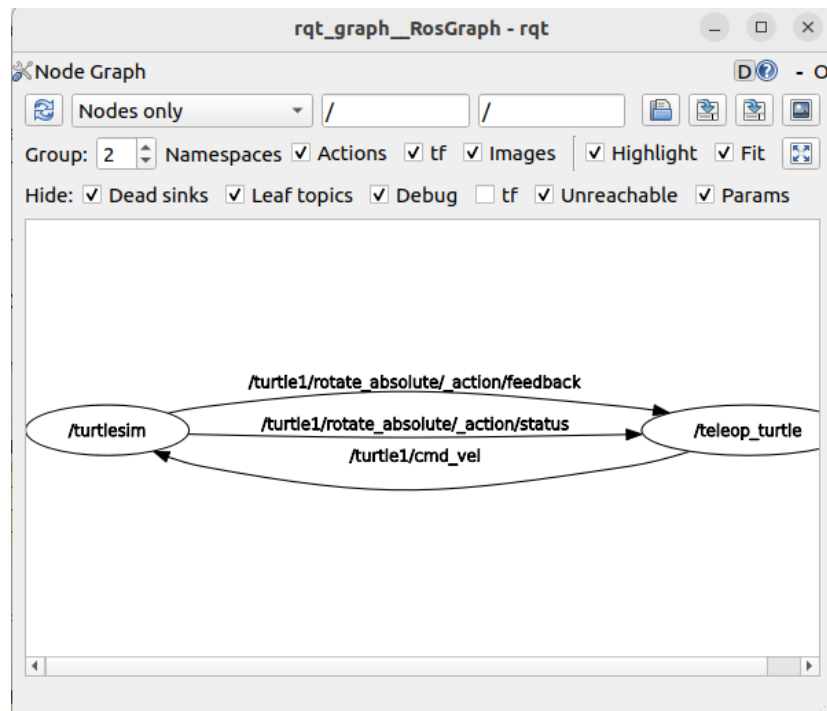 rqt_graph__RosGraph - rqt
Node Graph D? - O
Nodes only / /
Group: 2 Namespaces Actions tf Images Highlight Fit
Hide: Dead sinks Leaf topics Debug tf Unreachable Params
/turtle1/rotate_absolute/_action/feedback
/turtlesim /turtle1/rotate_absolute/_action/status /teleop_turtle
/turtle1/cmd_vel